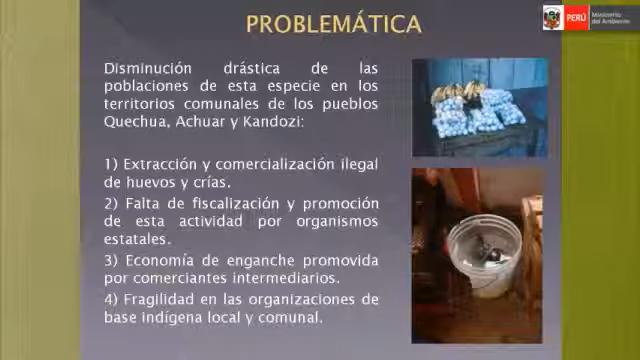 PROBLEMÁTICA
PERÚ
Ministerio
del Ambiente
Disminución drástica de las
poblaciones de esta especie en los
territorios comunales de los pueblos
Quechua, Achuar y Kandozi:
1) Extracción y comercialización ilegal
de huevos y crías.
2) Falta de fiscalización y promoción
de esta actividad por organismos
estatales.
3) Economía de enganche promovida
por comerciantes intermediarios.
4) Fragilidad en las organizaciones de
base indígena local y comunal.